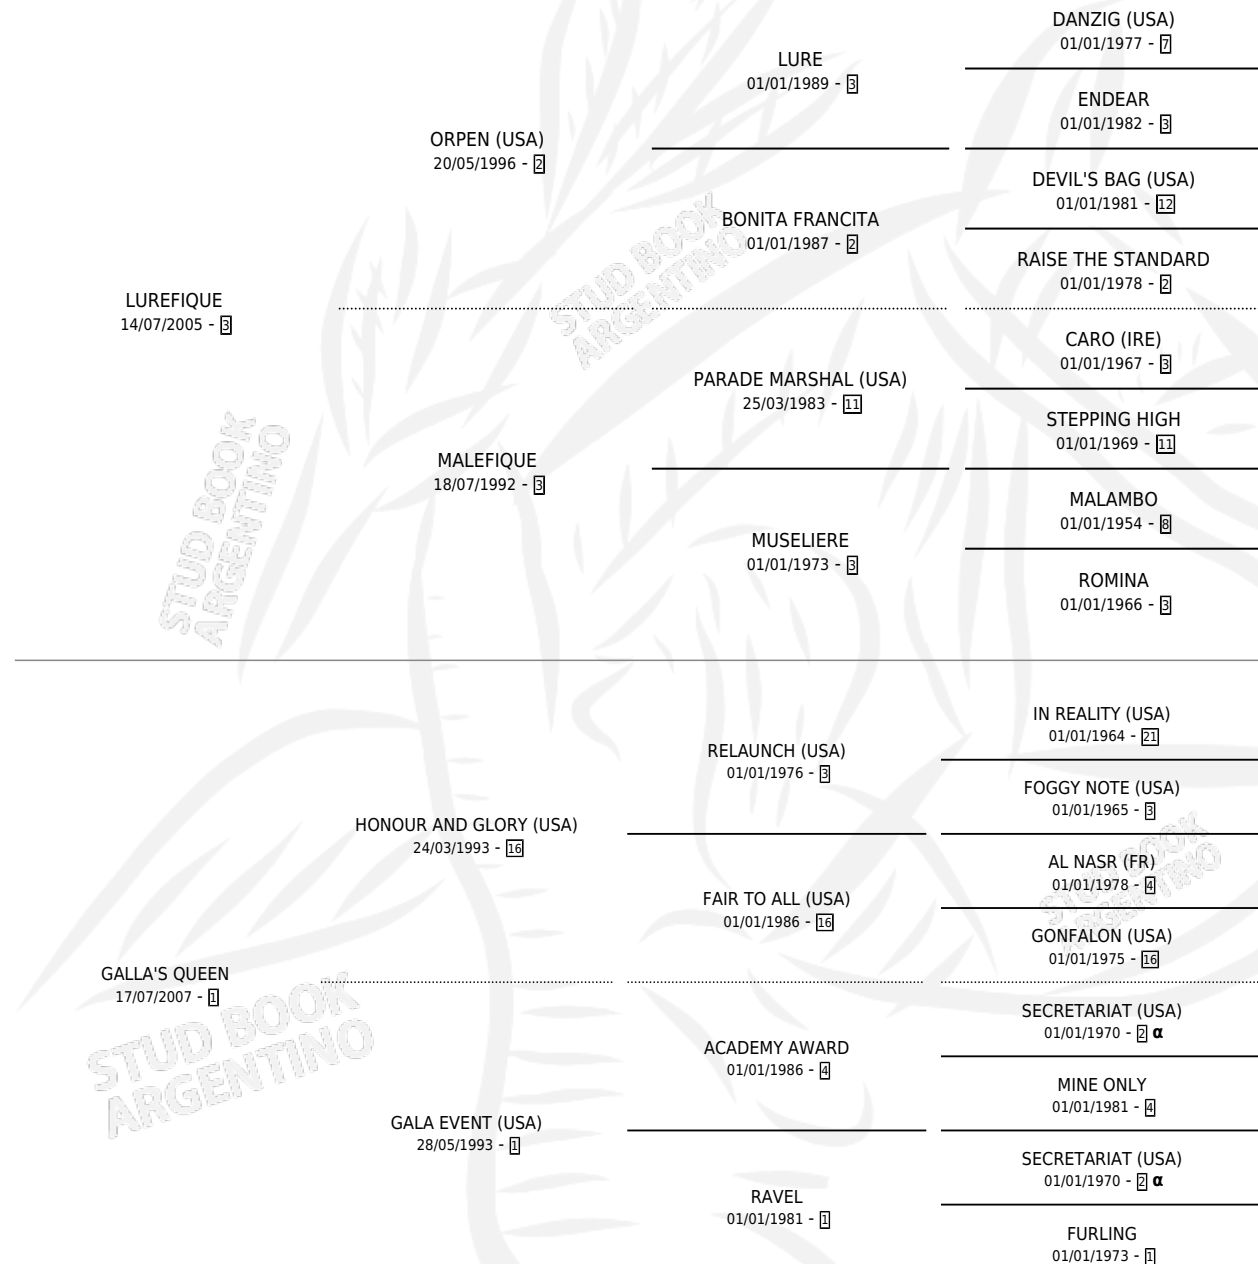 DANZIG (USA)
01/01/1977 - 7
LURE
01/01/1989 - 3
ENDEAR
01/01/1982 - 3
ORPEN (USA)
20/05/1996 - 2
DEVIL'S BAG (USA)
01/01/1981 - 12
BONITA FRANCITA
01/01/1987 - 2
RAISE THE STANDARD
01/01/1978 - 2
LUREFIQUE
14/07/2005 - 3
CARO (IRE)
01/01/1967 - 3
PARADE MARSHAL (USA)
25/03/1983 - 11
STEPPING HIGH
01/01/1969 - 11
MALEFIQUE
18/07/1992 - 3
MALAMBO
01/01/1954 - 8
MUSELIERE
01/01/1973 - 3
ROMINA
01/01/1966 - 3
STUD BOOK
ARGENTINO
STUD BOOK
ARGENTINO
IN REALITY (USA)
01/01/1964 - 21
RELAUNCH (USA)
01/01/1976 - 3
FOGGY NOTE (USA)
01/01/1965 - 3
HONOUR AND GLORY (USA)
24/03/1993 - 16
AL NASR (FR)
01/01/1978 - 4
FAIR TO ALL (USA)
01/01/1986 - 16
GONFALON (USA)
01/01/1975 - 16
GALLA'S QUEEN
17/07/2007 - 1
SECRETARIAT (USA)
01/01/1970 - 2 α
ACADEMY AWARD
01/01/1986 - 4
MINE ONLY
01/01/1981 - 4
GALA EVENT (USA)
28/05/1993 - 1
SECRETARIAT (USA)
01/01/1970 - 2 α
RAVEL
01/01/1981 - 1
FURLING
01/01/1973 - 1
STUD BOOK
ARGENTINO
STUD BOOK
ARGENTINO